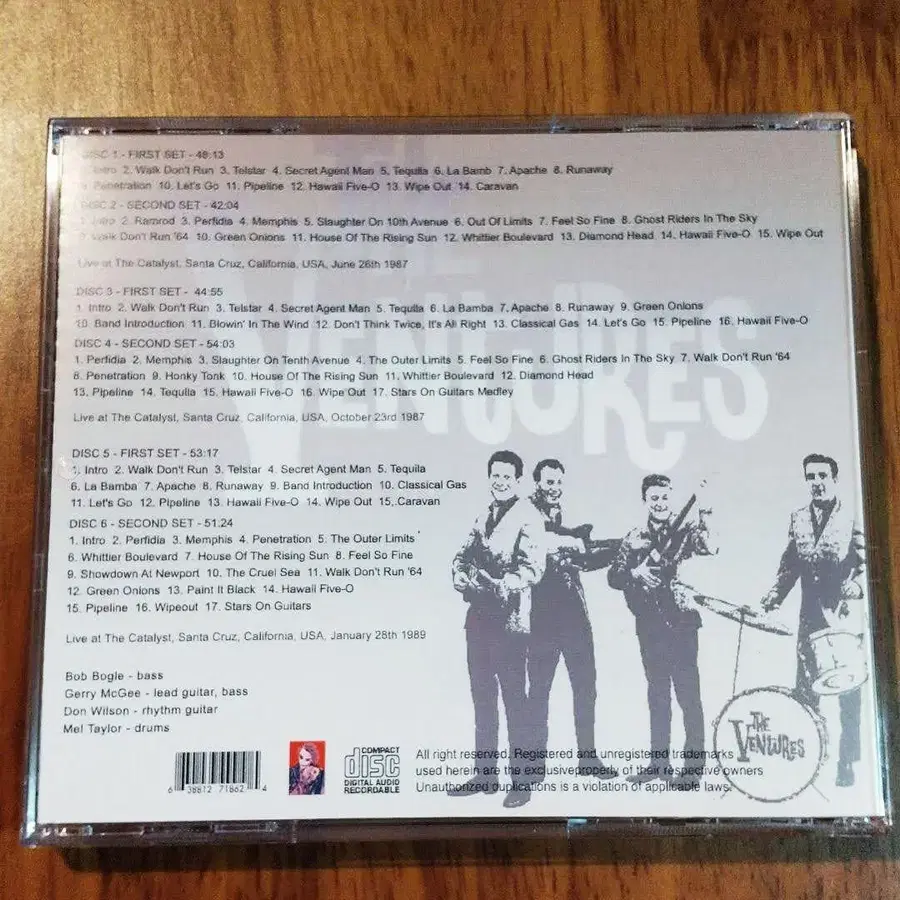 DISC 1 - FIRST SET - 48:13
1. Intro 2. Walk Don't Run 3. Telstar 4. Secret Agent Man 5. Tequila 6. La Bamb 7. Apache 8. Runaway
9. Penetration 10. Let's Go 11. Pipeline 12. Hawaii Five-O 13. Wipe Out 14. Caravan
DISC 2 - SECOND SET - 42:04
1. Intro 2. Ramrod 3. Perfidia 4. Memphis 5. Slaughter On 10th Avenue 6. Out Of Limits 7. Feel So Fine 8. Ghost Riders In The Sky
9. Walk Don't Run '64 10. Green Onions 11. House Of The Rising Sun 12. Whittier Boulevard 13. Diamond Head 14. Hawaii Five-O 15. Wipe Out
Live at The Catalyst, Santa Cruz, California, USA, June 26th 1987
DISC 3 - FIRST SET - 44:55
1. Intro 2. Walk Don't Run 3. Telstar 4. Secret Agent Man 5. Tequila 6. La Bamba 7. Apache 8. Runaway 9. Green Onions
10. Band Introduction 11. Blowin' In The Wind 12. Don't Think Twice, It's All Right 13. Classical Gas 14. Let's Go 15. Pipeline 16. Hawaii Five-O
DISC 4 - SECOND SET - 54:03
1. Perfidia 2. Memphis 3. Slaughter On Tenth Avenue 4. The Outer Limits 5. Feel So Fine 6. Ghost Riders In The Sky 7. Walk Don't Run '64
8. Penetration 9. Honky Tonk 10. House Of The Rising Sun 11. Whittier Boulevard 12. Diamond Head
13. Pipeline 14. Tequila 15. Hawaii Five-O 16. Wipe Out 17. Stars On Guitars Medley
Live at The Catalyst, Santa Cruz, California, USA, October 23rd 1987
VENTURES
DISC 5 - FIRST SET - 53:17
1. Intro 2. Walk Don't Run 3. Telstar 4. Secret Agent Man 5. Tequila
6. La Bamba 7. Apache 8. Runaway 9. Band Introduction 10. Classical Gas
11. Let's Go 12. Pipeline 13. Hawaii Five-O 14. Wipe Out 15. Caravan
DISC 6 - SECOND SET - 51.24
1. Intro 2. Perfidia 3. Memphis 4. Penetration 5. The Outer Limits
6. Whittier Boulevard 7. House Of The Rising Sun 8. Feel So Fine
9. Showdown At Newport 10. The Cruel Sea 11. Walk Don't Run '64
12. Green Onions 13. Paint It Black 14. Hawaii Five-O
15. Pipeline 16. Wipeout 17. Stars On Guitars
Live at The Catalyst, Santa Cruz, California, USA, January 28th 1989
Bob Bogle - bass
Gerry McGee - lead guitar, bass
Don Wilson - rhythm guitar
Mel Taylor - drums
THE
VENTURES
6 38812 71862 4
COMPACT
disc
DIGITAL AUDIO
RECORDABLE
All right reserved. Registered and unregistered trademarks
used herein are the exclusiveproperty of their respective owners
Unauthorized duplications is a violation of applicable laws.